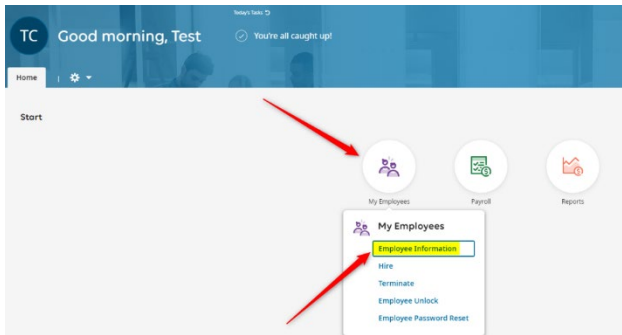 Today's Tasks
TC
Good morning, Test
You're all caught up!
Home
Start
My Employees
Payroll
Reports
My Employees
Employee Information
Hire
Terminate
Employee Unlock
Employee Password Reset